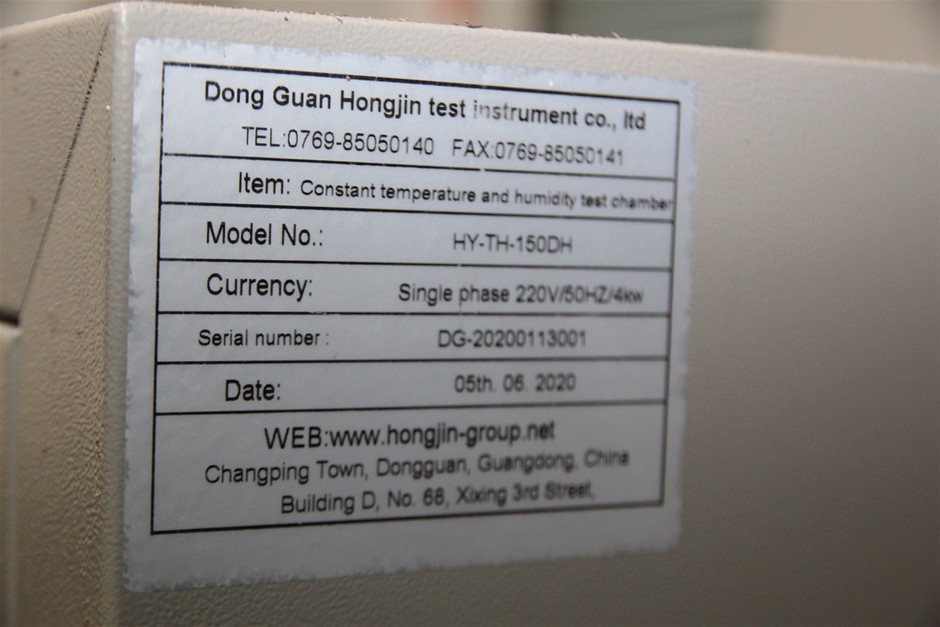 Dong Guan Hongjin test instrument co., ltd
TEL:0769-85050140 FAX:0769-85050141
Item: Constant temperature and humidity test chamber
Model No.: HY-TH-150DH
Currency: Single phase 220V/50HZ/4kw
Serial number : DG-20200113001
Date: 05th. 06. 2020
WEB:www.hongjin-group.net
Changping Town, Dongguan, Guangdong, China
Building D, No. 68, Xixing 3rd Street,